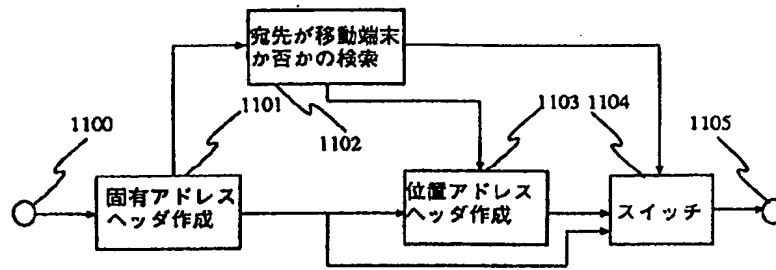 宛先が移動端末
か否かの検索
1100
1101
1102
1103
1104
1105
固有アドレス
ヘッダ作成
位置アドレス
ヘッダ作成
スイッチ